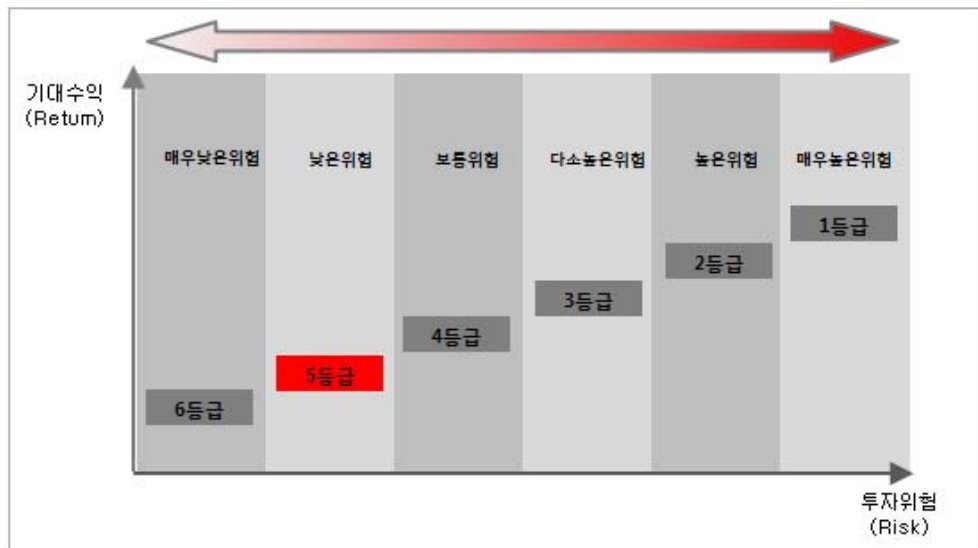 기대수익
(Return)
매우낮은위험 낮은위험 보통위험 다소높은위험 높은위험 매우높은위험
1등급
2등급
3등급
4등급
5등급
6등급
투자위험
(Risk)